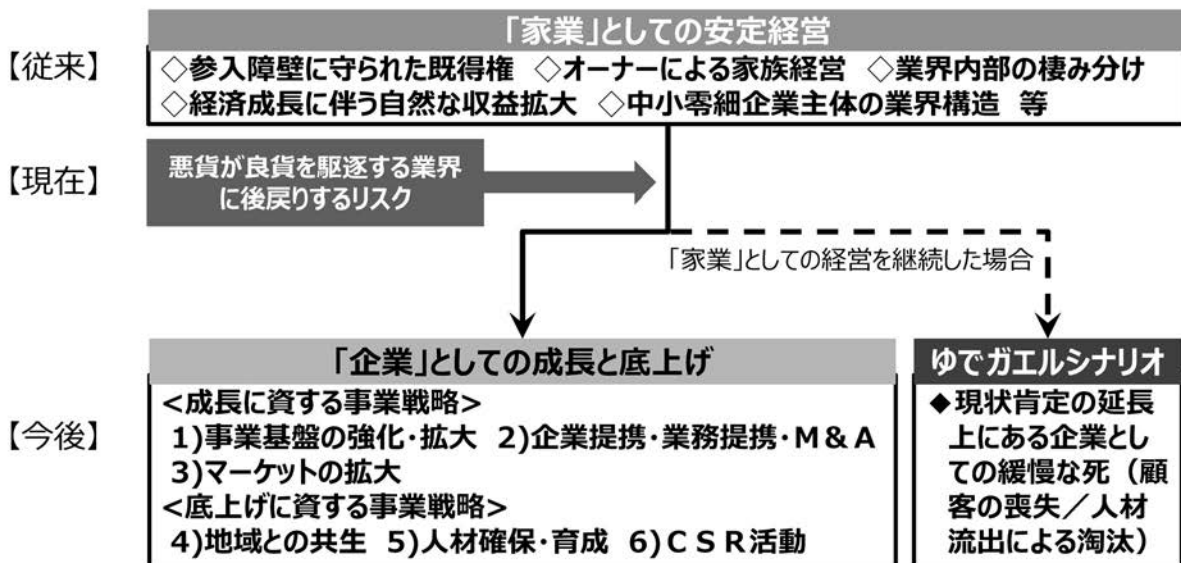 「家業」としての安定経営
【従来】
◇参入障壁に守られた既得権 ◇オーナーによる家族経営 ◇業界内部の棲み分け
◇経済成長に伴う自然な収益拡大 ◇中小零細企業主体の業界構造 等
【現在】
悪貨が良貨を駆逐する業界
に後戻りするリスク
「家業」としての経営を継続した場合
【今後】
「企業」としての成長と底上げ
<成長に資する事業戦略>
1)事業基盤の強化・拡大 2)企業提携・業務提携・M&A
3)マーケットの拡大
<底上げに資する事業戦略>
4)地域との共生 5)人材確保・育成 6)CSR活動
ゆでガエルシナリオ
◆現状肯定の延長
上にある企業とし
ての緩慢な死(顧
客の喪失/人材
流出による淘汰)